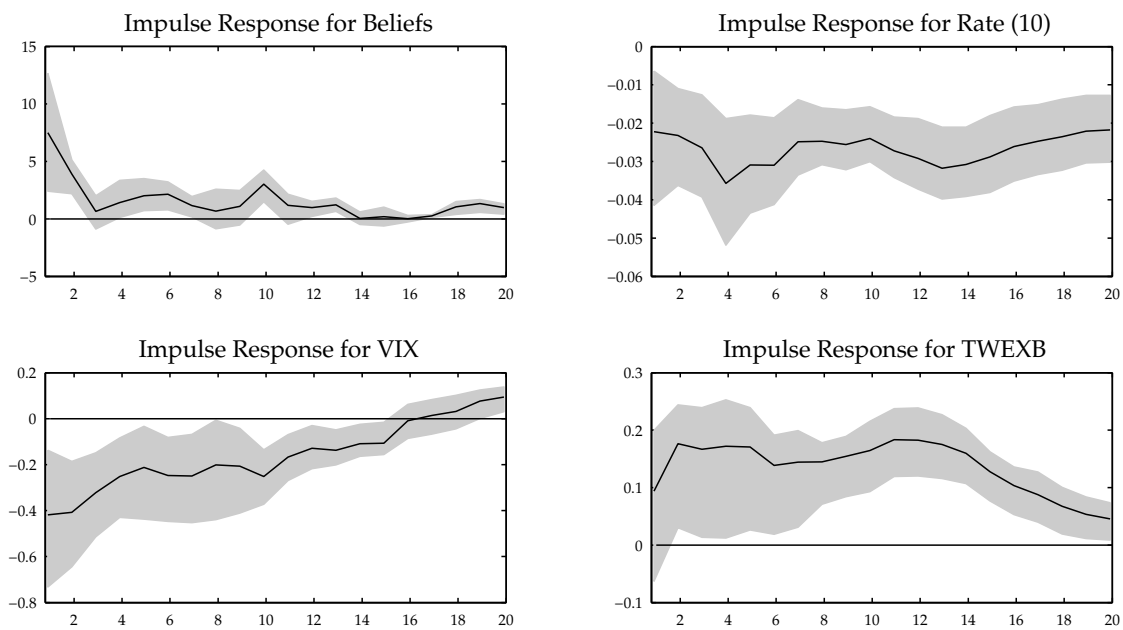 Impulse Response for Beliefs
15
10
5
0
−5
2 4 6 8 10 12 14 16 18 20
Impulse Response for Rate (10)
0
−0.01
−0.02
−0.03
−0.04
−0.05
−0.06
2 4 6 8 10 12 14 16 18 20
Impulse Response for VIX
0.2
0
−0.2
−0.4
−0.6
−0.8
2 4 6 8 10 12 14 16 18 20
Impulse Response for TWEXB
0.3
0.2
0.1
0
−0.1
2 4 6 8 10 12 14 16 18 20